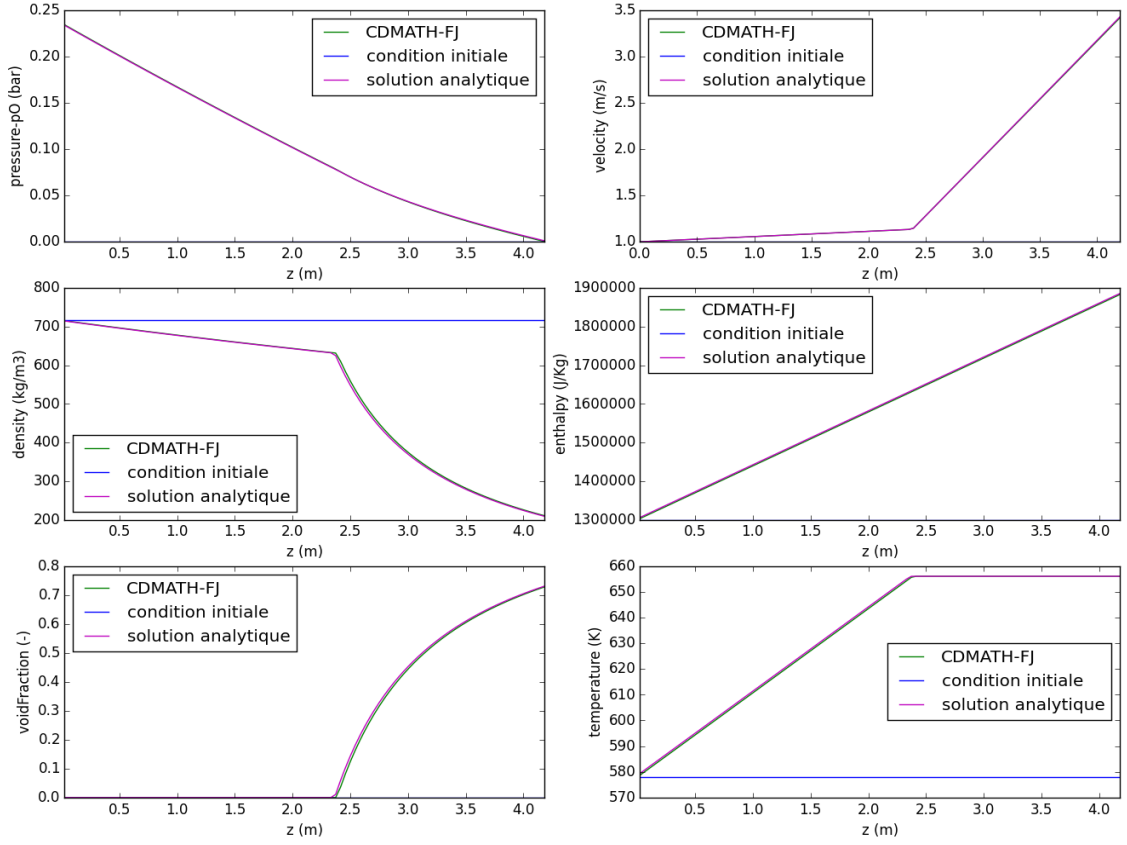 0.25
0.20
0.15
0.10
0.05
0.00
pressure-pO (bar)
CDMATH-FJ
condition initiale
solution analytique
0.5 1.0 1.5 2.0 2.5 3.0 3.5 4.0
z (m)
3.5
3.0
2.5
2.0
1.5
1.0
velocity (m/s)
CDMATH-FJ
condition initiale
solution analytique
0.0 0.5 1.0 1.5 2.0 2.5 3.0 3.5 4.0
z (m)
800
700
600
500
400
300
200
density (kg/m3)
CDMATH-FJ
condition initiale
solution analytique
0.5 1.0 1.5 2.0 2.5 3.0 3.5 4.0
z (m)
1900000
1800000
1700000
1600000
1500000
1400000
1300000
enthalpy (J/Kg)
CDMATH-FJ
condition initiale
solution analytique
0.5 1.0 1.5 2.0 2.5 3.0 3.5 4.0
z (m)
0.8
0.7
0.6
0.5
0.4
0.3
0.2
0.1
0.0
voidFraction (-)
CDMATH-FJ
condition initiale
solution analytique
0.5 1.0 1.5 2.0 2.5 3.0 3.5 4.0
z (m)
660
650
640
630
620
610
600
590
580
570
temperature (K)
CDMATH-FJ
condition initiale
solution analytique
0.5 1.0 1.5 2.0 2.5 3.0 3.5 4.0
z (m)